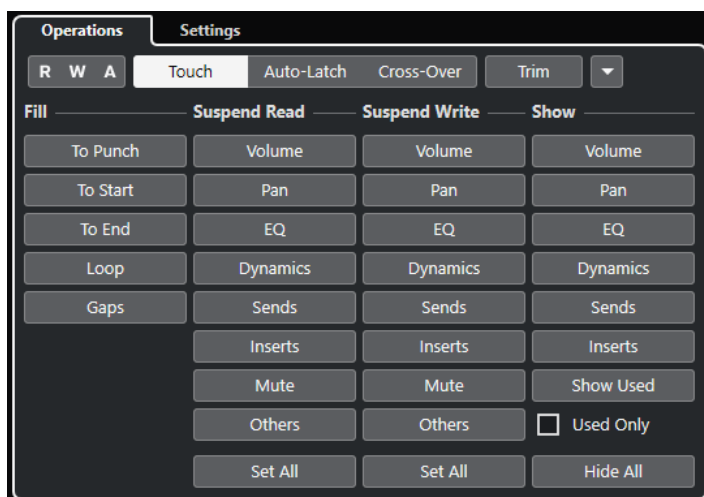 Operations Settings
R W A Touch Auto-Latch Cross-Over Trim
Fill Suspend Read Suspend Write Show
To Punch Volume Volume Volume
To Start Pan Pan Pan
To End EQ EQ EQ
Loop Dynamics Dynamics Dynamics
Gaps Sends Sends Sends
Inserts Inserts Inserts
Mute Mute Show Used
Others Others Used Only
Set All Set All Hide All